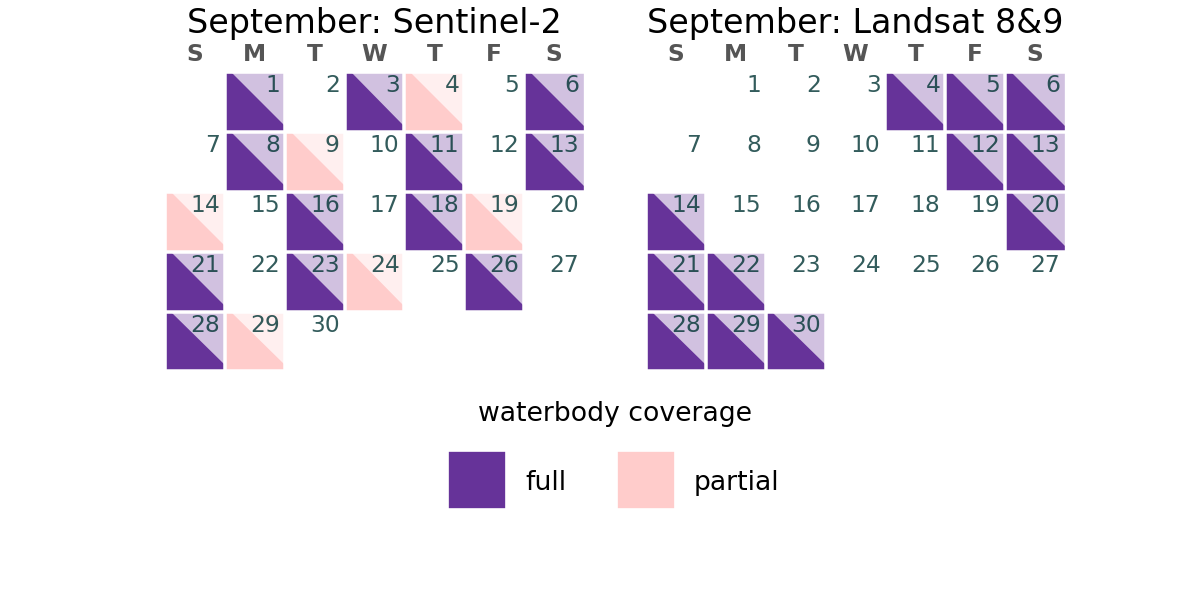 September: Sentinel-2
S M T W T F S
1 2 3 4 5 6
7 8 9 10 11 12 13
14 15 16 17 18 19 20
21 22 23 24 25 26 27
28 29 30
September: Landsat 8&9
S M T W T F S
1 2 3 4 5 6
7 8 9 10 11 12 13
14 15 16 17 18 19 20
21 22 23 24 25 26 27
28 29 30
waterbody coverage
full partial